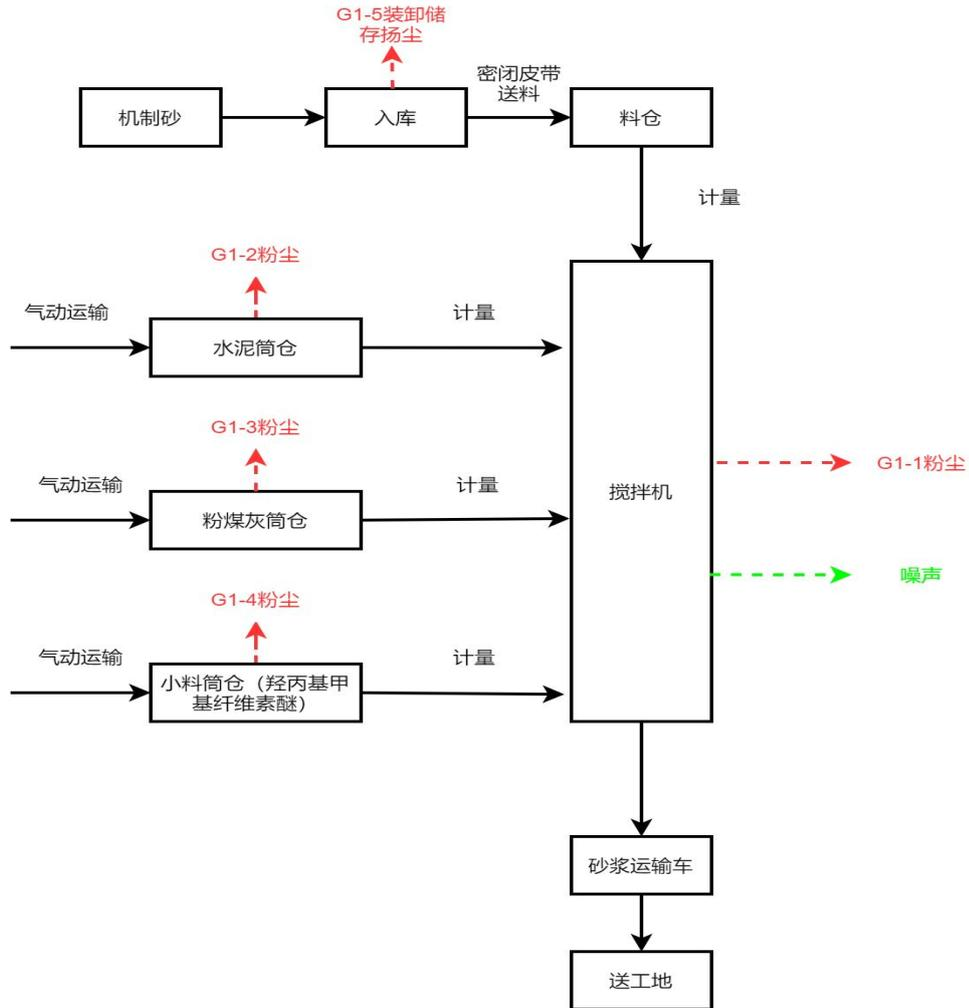 G1-5装卸储
存扬尘
密闭皮带
送料
机制砂
入库
料仓
计量
G1-2粉尘
气动运输
计量
水泥筒仓
G1-3粉尘
气动运输
计量
粉煤灰筒仓
搅拌机
G1-1粉尘
噪声
G1-4粉尘
气动运输
计量
小料筒仓（羟丙基甲
基纤维素醚）
砂浆运输车
送工地